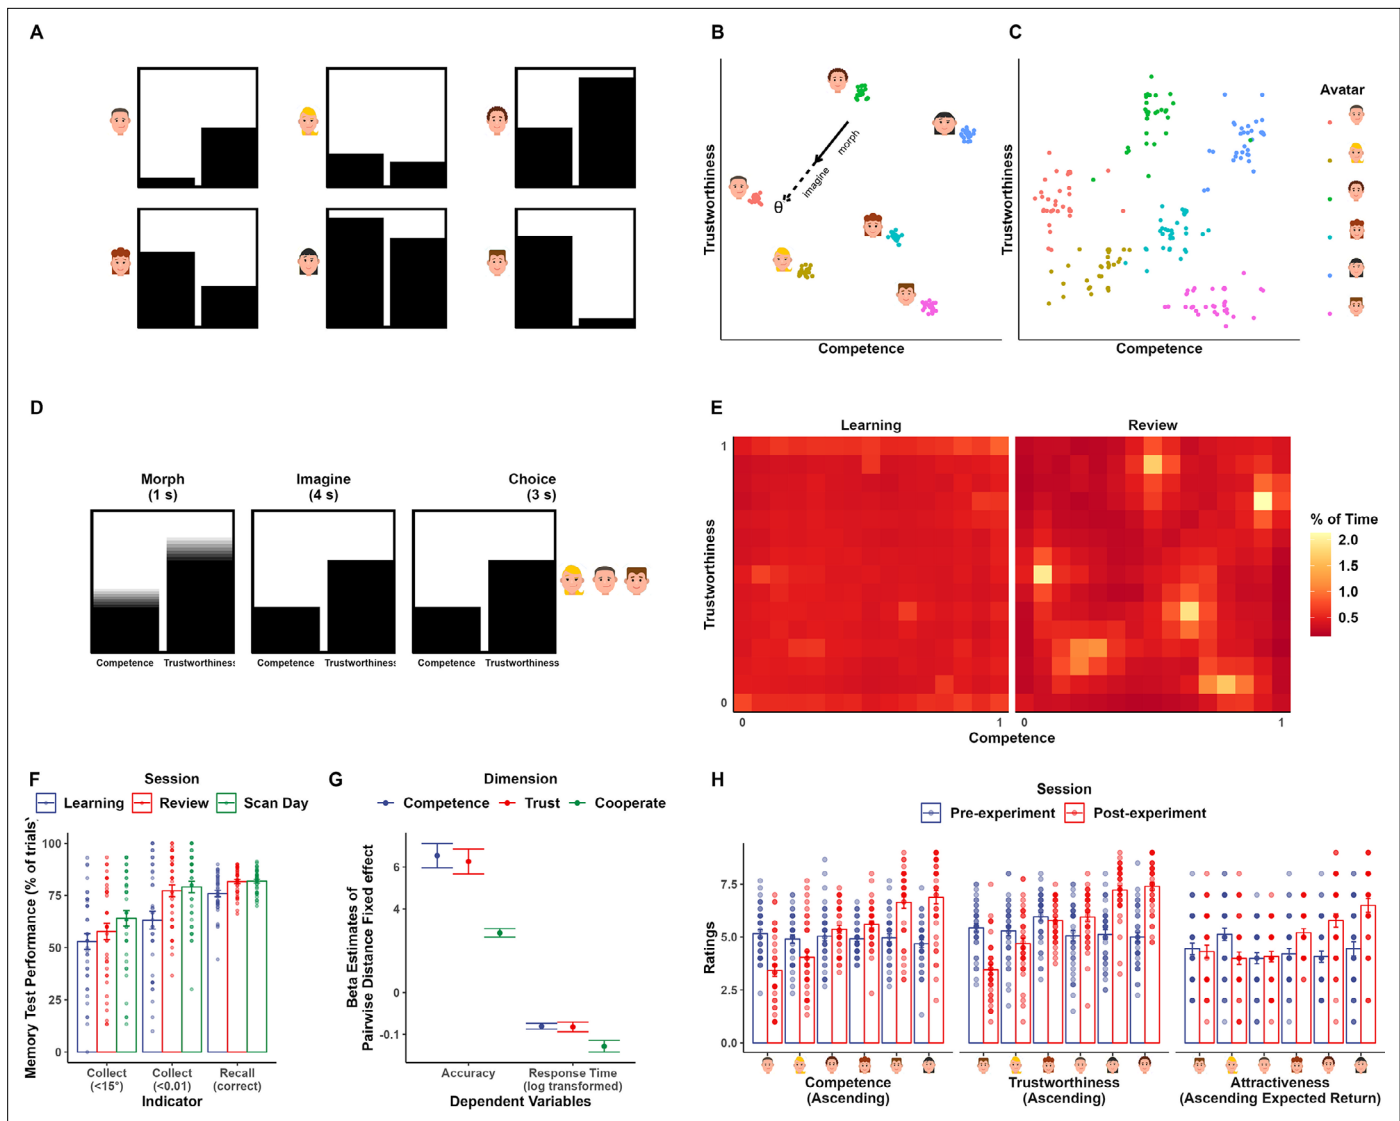 A
B
C
Trustworthiness
morph
imagine
θ
Competence
Trustworthiness
Competence
Avatar
D
Morph
(1 s)
Imagine
(4 s)
Choice
(3 s)
Competence
Trustworthiness
Competence
Trustworthiness
Competence
Trustworthiness
E
Learning
Review
Trustworthiness
1
0
0
1
0
1
Competence
% of Time
2.0
1.0
0.5
F
Session
Learning
Review
Scan Day
Memory Test Performance (% of trials)
100
75
50
25
0
Collect
(<15°)
Collect
(<0.01)
Recall
(correct)
Indicator
G
Dimension
Competence
Trust
Cooperate
Beta Estimates of
Pairwise Distance Fixed effect
6
4
0
-0.1
Accuracy
Response Time
(log transformed)
Dependent Variables
H
Session
Pre-experiment
Post-experiment
Ratings
7.5
5.0
2.5
0.0
Competence
(Ascending)
Trustworthiness
(Ascending)
Attractiveness
(Ascending Expected Return)